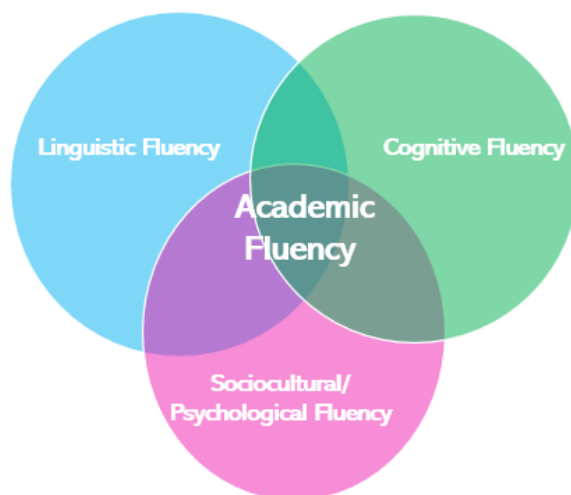 Linguistic Fluency
Cognitive Fluency
Academic
Fluency
Sociocultural/
Psychological Fluency